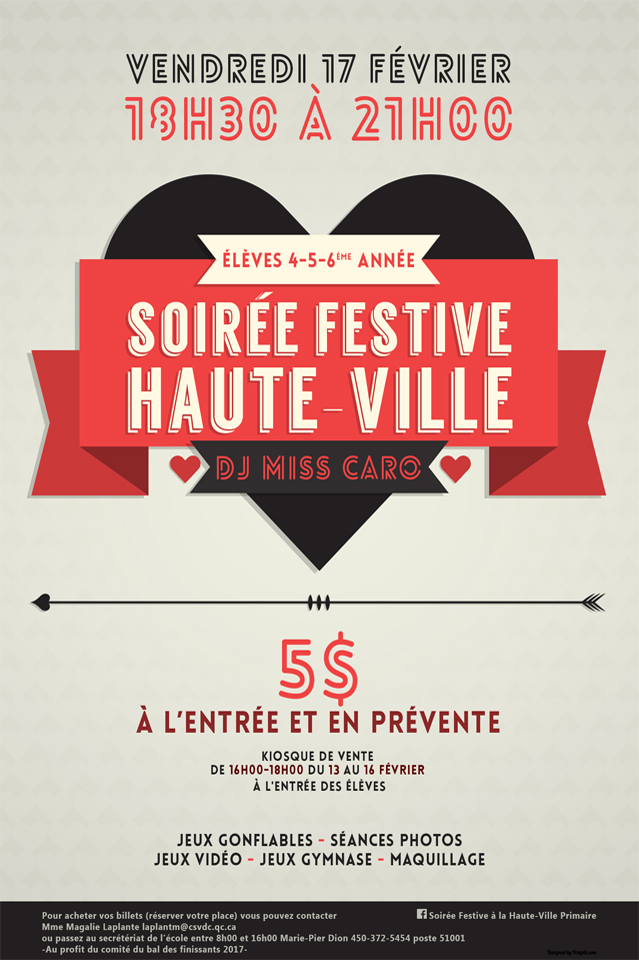 VENDREDI 17 FÉVRIER
18H30 À 21H00
ÉLÈVES 4-5-6ÈME ANNÉE
SOIRÉE FESTIVE
HAUTE-VILLE
DJ MISS CARO
5$
À L'ENTRÉE ET EN PRÉVENTE
KIOSQUE DE VENTE
DE 16H00-18H00 DU 13 AU 16 FÉVRIER
À L'ENTRÉE DES ÉLÈVES
JEUX GONFLABLES - SÉANCES PHOTOS
JEUX VIDÉO - JEUX GYMNASE - MAQUILLAGE
Pour acheter vos billets (réserver votre place) vous pouvez contacter
Mme Magalie Laplante laplantm@csvdc.qc.ca
ou passez au secrétériat de l'école entre 8h00 et 16h00 Marie-Pier Dion 450-372-5454 poste 51001
-Au profit du comité du bal des finissants 2017-
Soirée Festive à la Haute-Ville Primaire